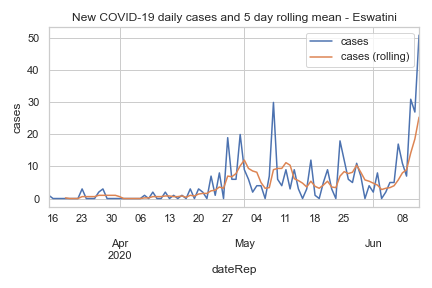 New COVID-19 daily cases and 5 day rolling mean - Eswatini
cases
cases (rolling)
50
40
30
20
10
0
cases
16 23 30 06 13 20 27 04 11 18 25 08
Apr May Jun
2020
dateRep